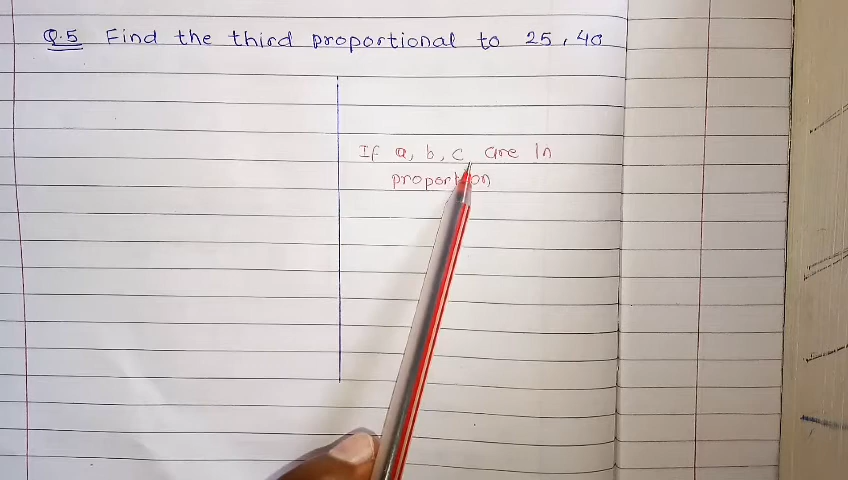 Q.5 Find the third proportional to 25, 40
If a, b, c, are In
proportion